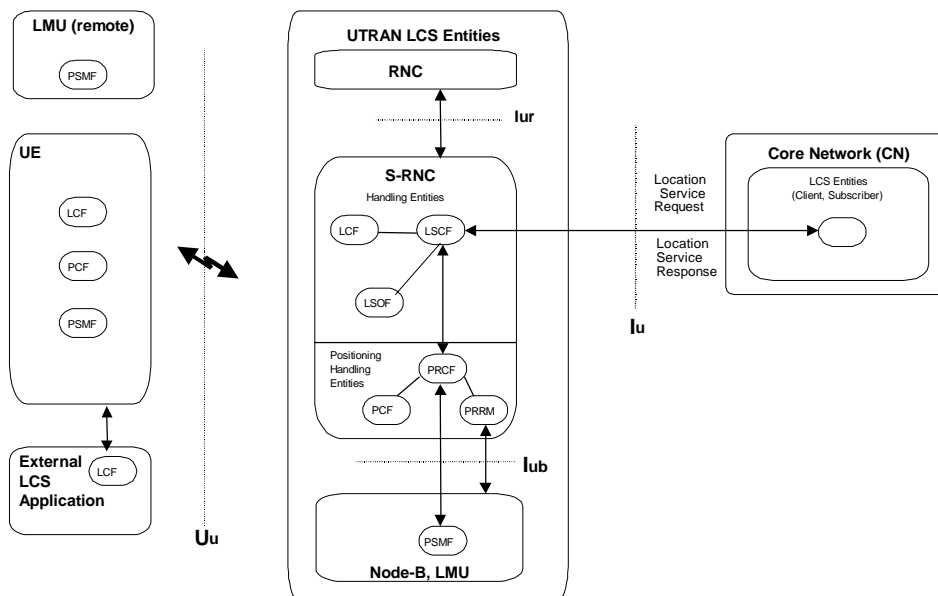 LMU (remote)
PSMF
UE
LCF
PCF
PSMF
External
LCS
Application
LCF
Uu
UTRAN LCS Entities
RNC
Iur
S-RNC
Handling Entities
LCF
LSCF
LSOF
Positioning
Handling
Entities
PRCF
PCF
PRRM
Iub
PSMF
Node-B, LMU
Location
Service
Request
Location
Service
Response
Iu
Core Network (CN)
LCS Entities
(Client, Subscriber)